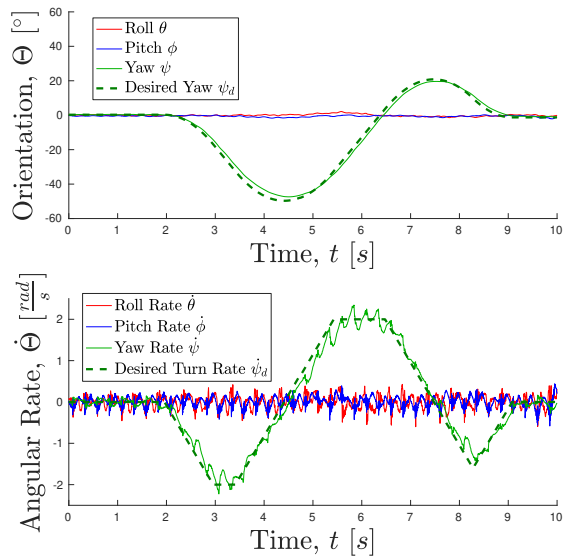 Orientation, Θ [°]
60
40
20
0
-20
-40
-60
Roll θ
Pitch ϕ
Yaw ψ
Desired Yaw ψ_d
0 1 2 3 4 5 6 7 8 9 10
Time, t [s]
Angular Rate, Θ̇ [rad/s]
2
1
0
-1
-2
Roll Rate θ̇
Pitch Rate ϕ̇
Yaw Rate ψ̇
Desired Turn Rate ψ̇_d
0 1 2 3 4 5 6 7 8 9 10
Time, t [s]